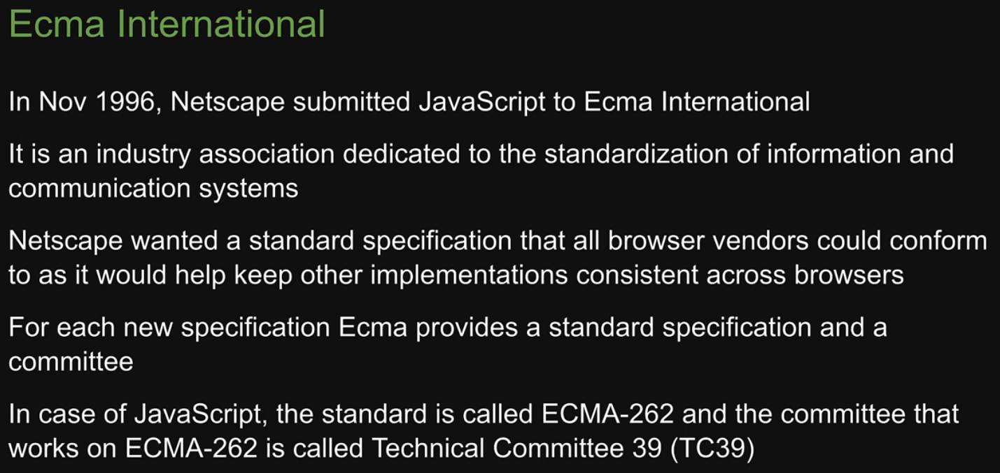 Ecma International
In Nov 1996, Netscape submitted JavaScript to Ecma International
It is an industry association dedicated to the standardization of information and
communication systems
Netscape wanted a standard specification that all browser vendors could conform
to as it would help keep other implementations consistent across browsers
For each new specification Ecma provides a standard specification and a
committee
In case of JavaScript, the standard is called ECMA-262 and the committee that
works on ECMA-262 is called Technical Committee 39 (TC39)